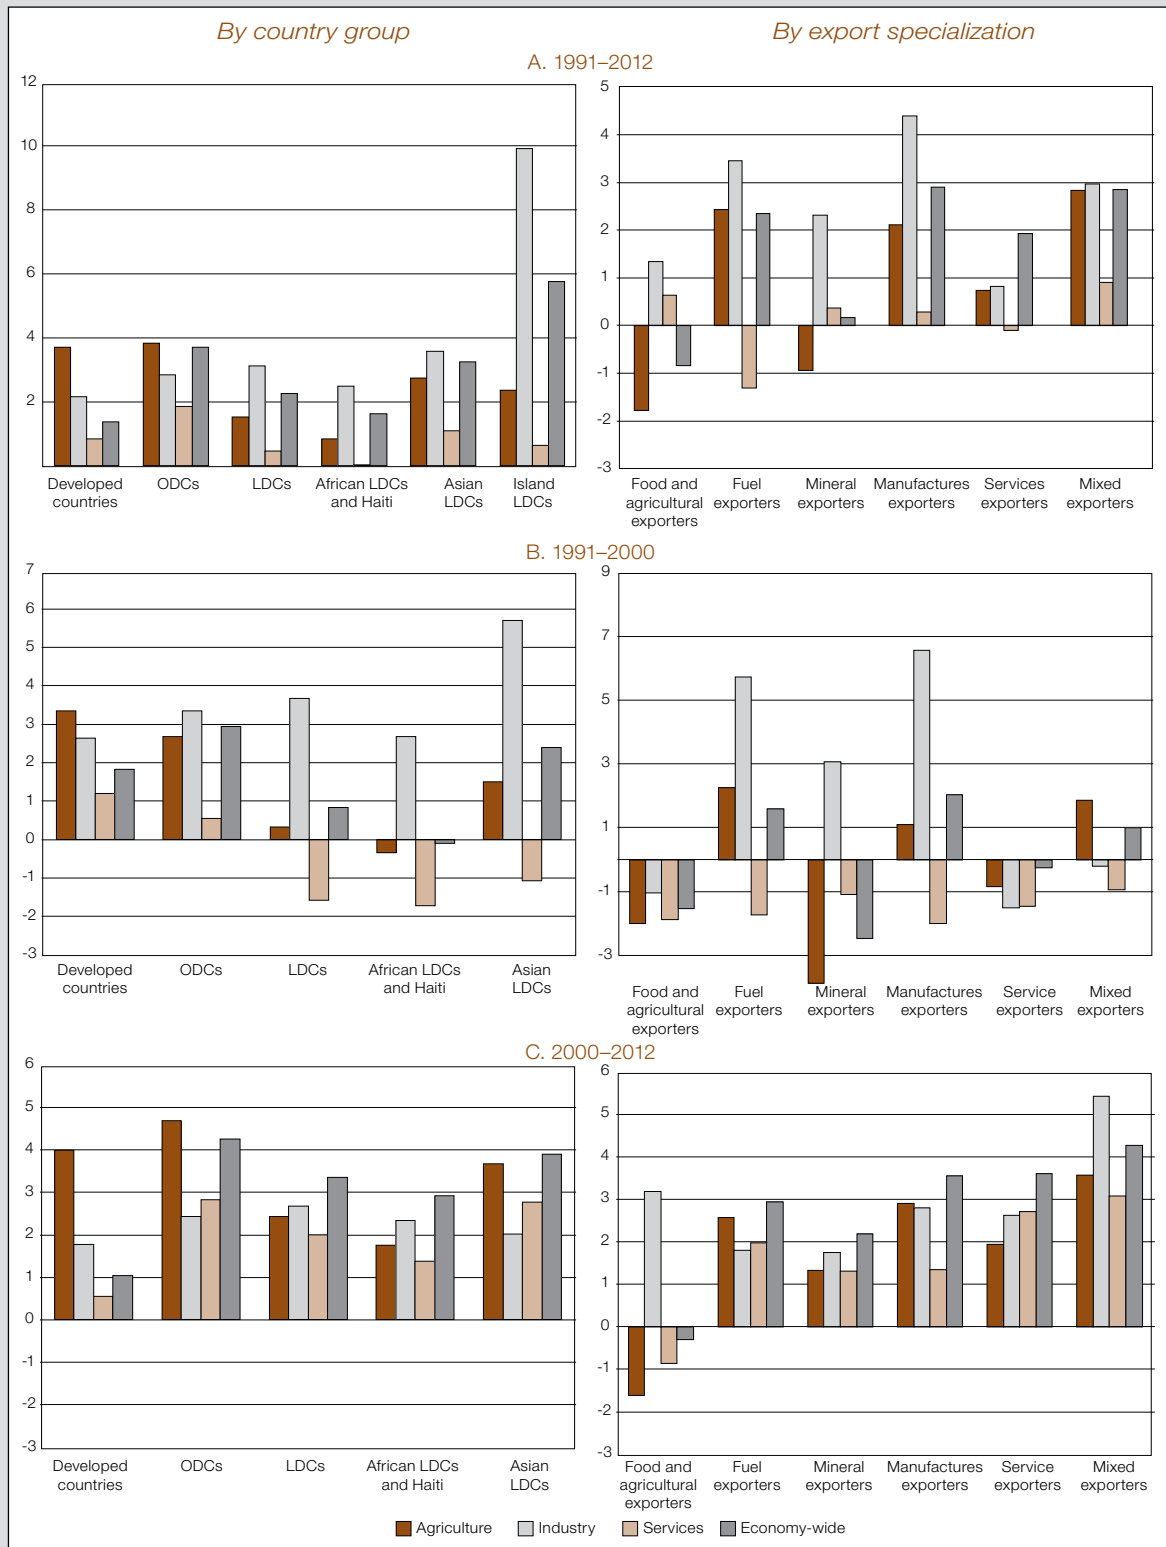 By country group
By export specialization
A. 1991–2012
12
10
8
6
4
2
Developed countries
ODCs
LDCs
African LDCs and Haiti
Asian LDCs
Island LDCs
5
4
3
2
1
0
-1
-2
-3
Food and agricultural exporters
Fuel exporters
Mineral exporters
Manufactures exporters
Services exporters
Mixed exporters
B. 1991–2000
7
6
5
4
3
2
1
0
-1
-2
-3
Developed countries
ODCs
LDCs
African LDCs and Haiti
Asian LDCs
9
7
5
3
1
-1
-3
Food and agricultural exporters
Fuel exporters
Mineral exporters
Manufactures exporters
Service exporters
Mixed exporters
C. 2000–2012
6
5
4
3
2
1
0
-1
-2
-3
Developed countries
ODCs
LDCs
African LDCs and Haiti
Asian LDCs
6
5
4
3
2
1
0
-1
-2
-3
Food and agricultural exporters
Fuel exporters
Mineral exporters
Manufactures exporters
Service exporters
Mixed exporters
Agriculture
Industry
Services
Economy-wide